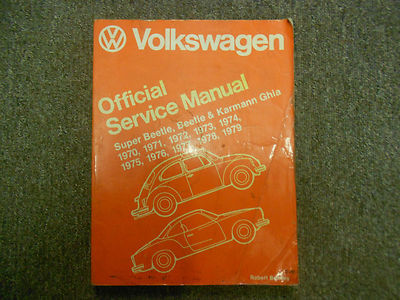 Volkswagen
Official
Service Manual
Super Beetle, Beetle & Karmann Ghia
1970, 1971, 1972, 1973, 1974,
1975, 1976, 1977, 1978, 1979
Robert